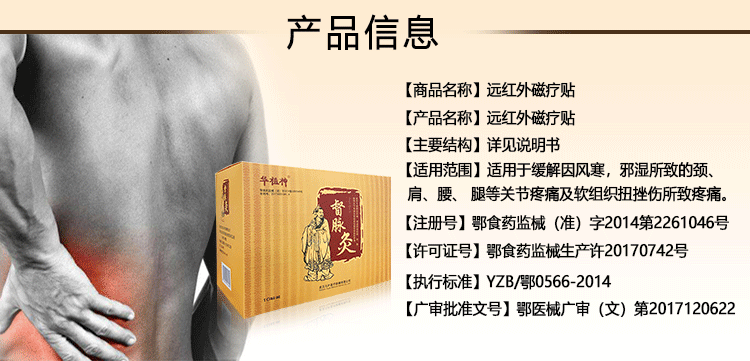 产品信息
【商品名称】远红外磁疗贴
【产品名称】远红外磁疗贴
【主要结构】详见说明书
【适用范围】适用于缓解因风寒，邪湿所致的颈、
肩、腰、 腿等关节疼痛及软组织扭挫伤所致疼痛。
【注册号】鄂食药监械（准）字2014第2261046号
【许可证号】鄂食药监械生产许20170742号
【执行标准】YZB/鄂0566-2014
【广审批准文号】鄂医械广审（文）第2017120622
华植神
督脉灸